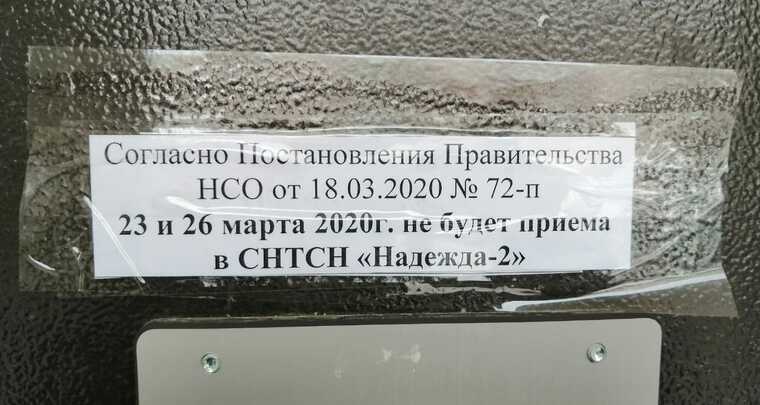 Согласно Постановления Правительства
НСО от 18.03.2020 № 72-п
23 и 26 марта 2020г. не будет приема
в СНТСН «Надежда-2»